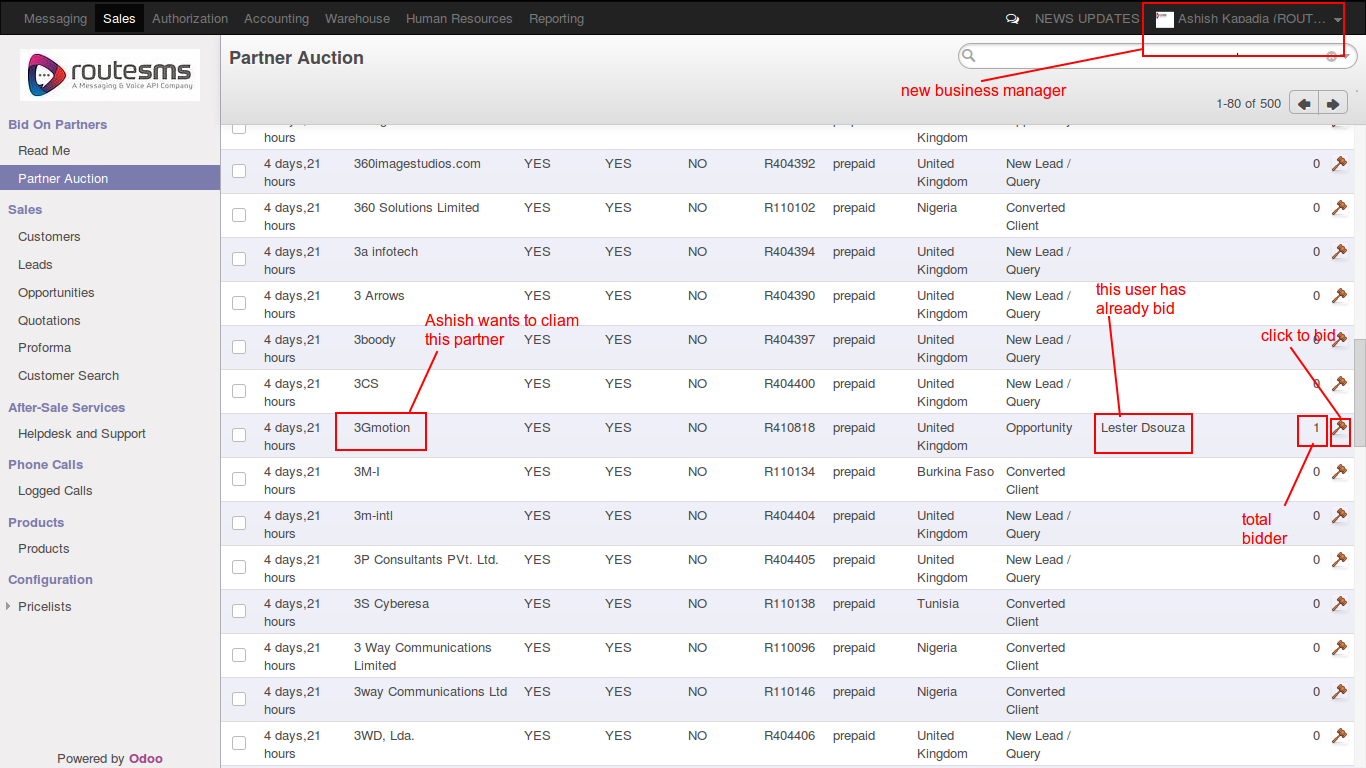 Messaging Sales Authorization Accounting Warehouse Human Resources Reporting NEWS UPDATES Ashish Kapadia (ROUT...
routesms
A Messaging & Voice API Company
Partner Auction
new business manager
1-80 of 500
Bid On Partners
Read Me
Partner Auction
Sales
Customers
Leads
Opportunities
Quotations
Proforma
Customer Search
After-Sale Services
Helpdesk and Support
Phone Calls
Logged Calls
Products
Products
Configuration
Pricelists
Powered by Odoo
hours Kingdom
4 days,21 360imagestudios.com YES YES NO R404392 prepaid United New Lead / 0
hours Kingdom Query
4 days,21 360 Solutions Limited YES YES NO R110102 prepaid Nigeria Converted 0
hours Client
4 days,21 3a infotech YES YES NO R404394 prepaid United New Lead / 0
hours Kingdom Query
this user has
already bid
4 days,21 3 Arrows YES YES NO R404390 prepaid United New Lead /
hours Kingdom Query
Ashish wants to cliam
this partner
click to bid
4 days,21 3boody YES YES NO R404397 prepaid United New Lead / 0
hours Kingdom Query
4 days,21 3CS YES YES NO R404400 prepaid United New Lead / 0
hours Kingdom Query
4 days,21 3Gmotion YES YES NO R410818 prepaid United Opportunity Lester Dsouza 1
hours Kingdom
4 days,21 3M-I YES YES NO R110134 prepaid Burkina Faso Converted 0
hours Client
total
bidder
4 days,21 3m-intl YES YES NO R404404 prepaid United New Lead / 0
hours Kingdom Query
4 days,21 3P Consultants PVt. Ltd. YES YES NO R404405 prepaid United New Lead / 0
hours Kingdom Query
4 days,21 3S Cyberesa YES YES NO R110138 prepaid Tunisia Converted 0
hours Client
4 days,21 3 Way Communications YES YES NO R110096 prepaid Nigeria Converted 0
hours Limited Client
4 days,21 3way Communications Ltd YES YES NO R110146 prepaid Nigeria Converted 0
hours Client
4 days,21 3WD, Lda. YES YES NO R404406 prepaid United New Lead / 0
hours Kingdom Query